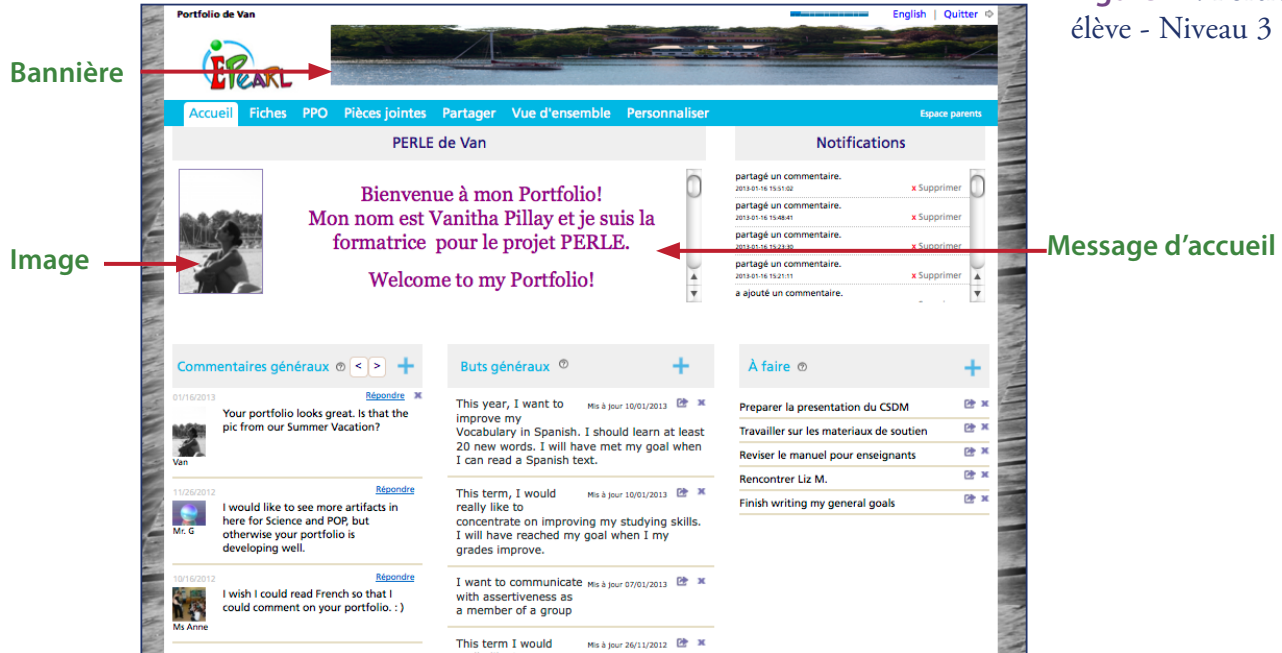 élève - Niveau 3
Portfolio de Van
English | Quitter
Bannière
EPEARL
Accueil Fiches PPO Pièces jointes Partager Vue d'ensemble Personnaliser Espace parents
PERLE de Van
Bienvenue à mon Portfolio!
Mon nom est Vanitha Pillay et je suis la
formatrice pour le projet PERLE.
Welcome to my Portfolio!
Image
Message d'accueil
Notifications
partagé un commentaire.
2013-01-16 15:51:02 x Supprimer
partagé un commentaire.
2013-01-16 15:48:41 x Supprimer
partagé un commentaire.
2013-01-16 15:23:30 x Supprimer
partagé un commentaire.
2013-01-16 15:21:11 x Supprimer
a ajouté un commentaire.
Commentaires généraux ? < > +
01/16/2013 Répondre x
Your portfolio looks great. Is that the
pic from our Summer Vacation?
Van
11/26/2012 Répondre
I would like to see more artifacts in
here for Science and POP, but
otherwise your portfolio is
developing well.
Mr. G
10/16/2012 Répondre
I wish I could read French so that I
could comment on your portfolio. : )
Ms Anne
Buts généraux ? +
This year, I want to Mis à jour 10/01/2013 x
improve my
Vocabulary in Spanish. I should learn at least
20 new words. I will have met my goal when
I can read a Spanish text.
This term, I would Mis à jour 10/01/2013 x
really like to
concentrate on improving my studying skills.
I will have reached my goal when I my
grades improve.
I want to communicate Mis à jour 07/01/2013 x
with assertiveness as
a member of a group
This term I would Mis à jour 26/11/2012 x
À faire ? +
Preparer la presentation du CSDM x
Travailler sur les materiaux de soutien x
Reviser le manuel pour enseignants x
Rencontrer Liz M. x
Finish writing my general goals x